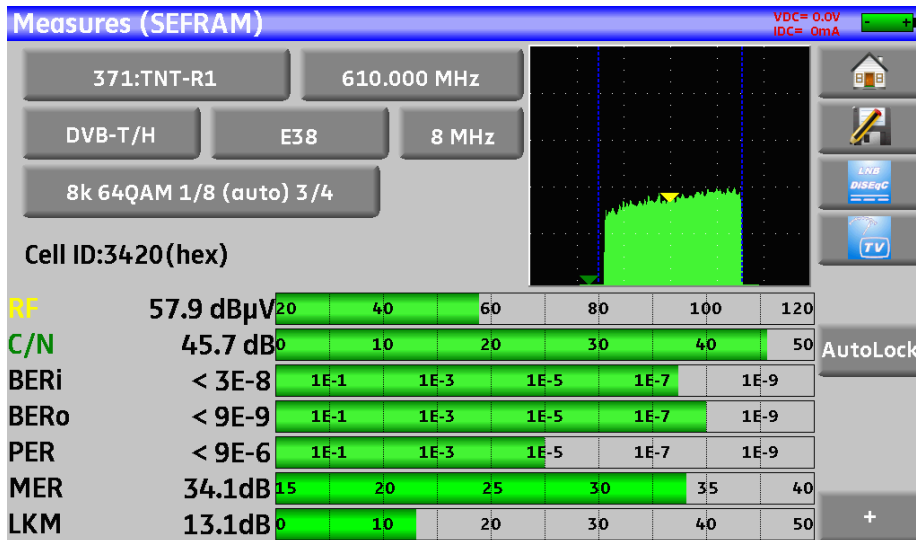 Measures (SEFRAM)
VDC= 0.0V
IDC= 0mA
- +
371:TNT-R1
610.000 MHz
DVB-T/H
E38
8 MHz
8k 64QAM 1/8 (auto) 3/4
Cell ID:3420(hex)
LNB
DiSEqC
TV
RF 57.9 dBµV 20 40 60 80 100 120
C/N 45.7 dB 0 10 20 30 40 50
AutoLock
BERi < 3E-8 1E-1 1E-3 1E-5 1E-7 1E-9
BERo < 9E-9 1E-1 1E-3 1E-5 1E-7 1E-9
PER < 9E-6 1E-1 1E-3 1E-5 1E-7 1E-9
MER 34.1dB 15 20 25 30 35 40
LKM 13.1dB 0 10 20 30 40 50
+